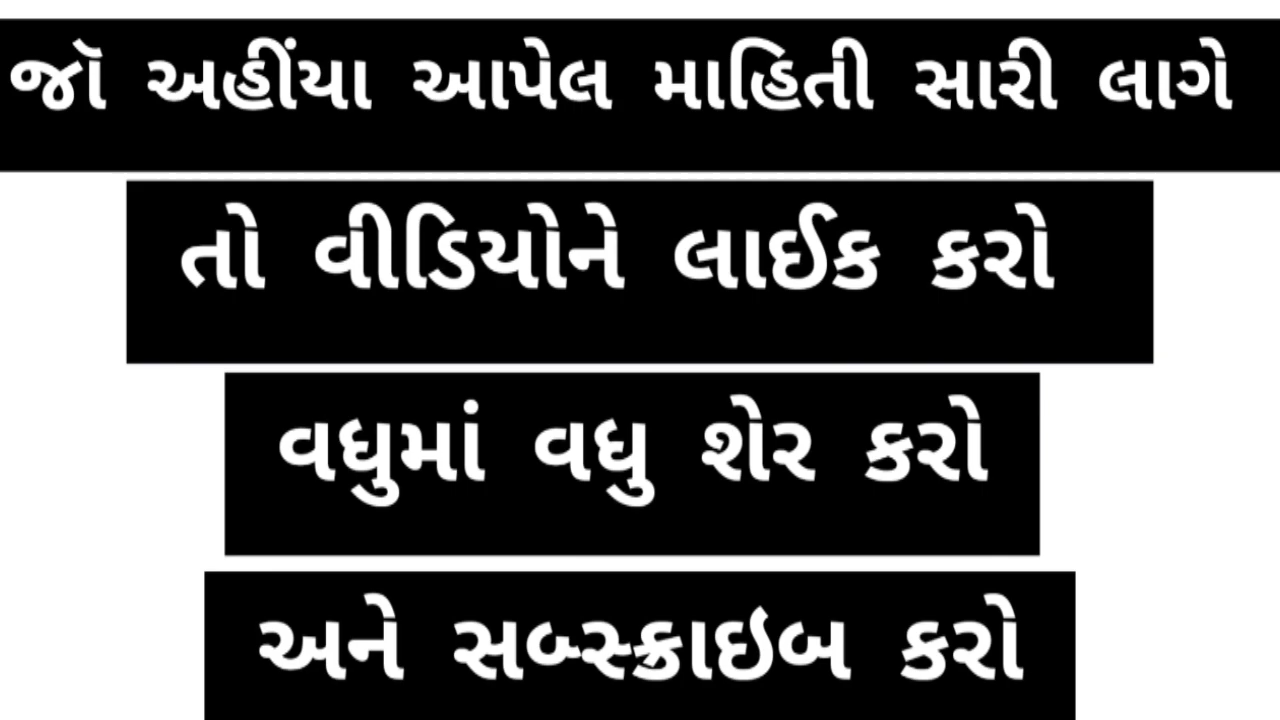 જૉ અહીંયા આપેલ માહિતી સારી લાગે
તો વીડિયોને લાઈક કરો
વધુમાં વધુ શેર કરો
અને સબ્સ્ક્રાઇબ કરો